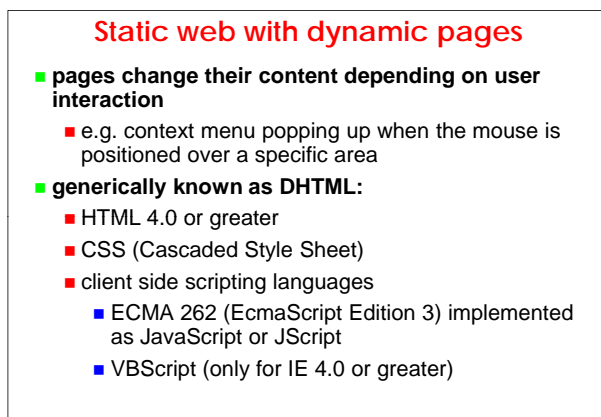 Static web with dynamic pages
pages change their content depending on user
interaction
e.g. context menu popping up when the mouse is
positioned over a specific area
generically known as DHTML:
HTML 4.0 or greater
CSS (Cascaded Style Sheet)
client side scripting languages
ECMA 262 (EcmaScript Edition 3) implemented
as JavaScript or JScript
VBScript (only for IE 4.0 or greater)